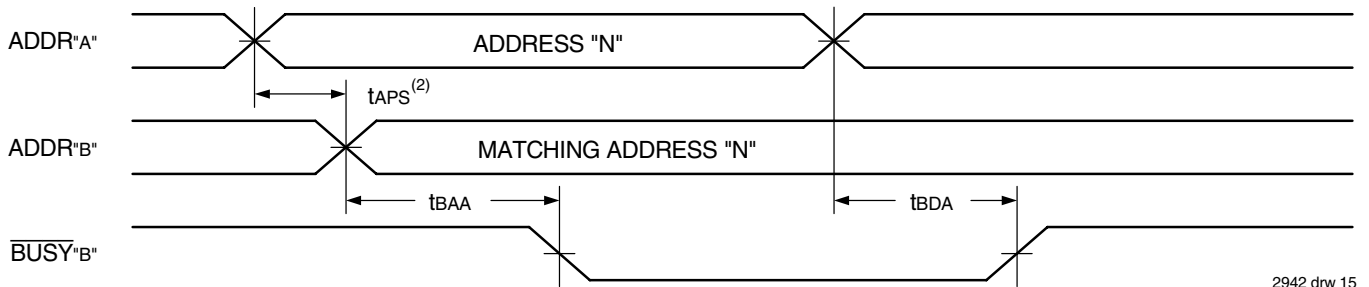 ADDR"A"
ADDRESS "N"
tAPS(2)
ADDR"B"
MATCHING ADDRESS "N"
tBAA
tBDA
BUSY"B"
2942 drw 15